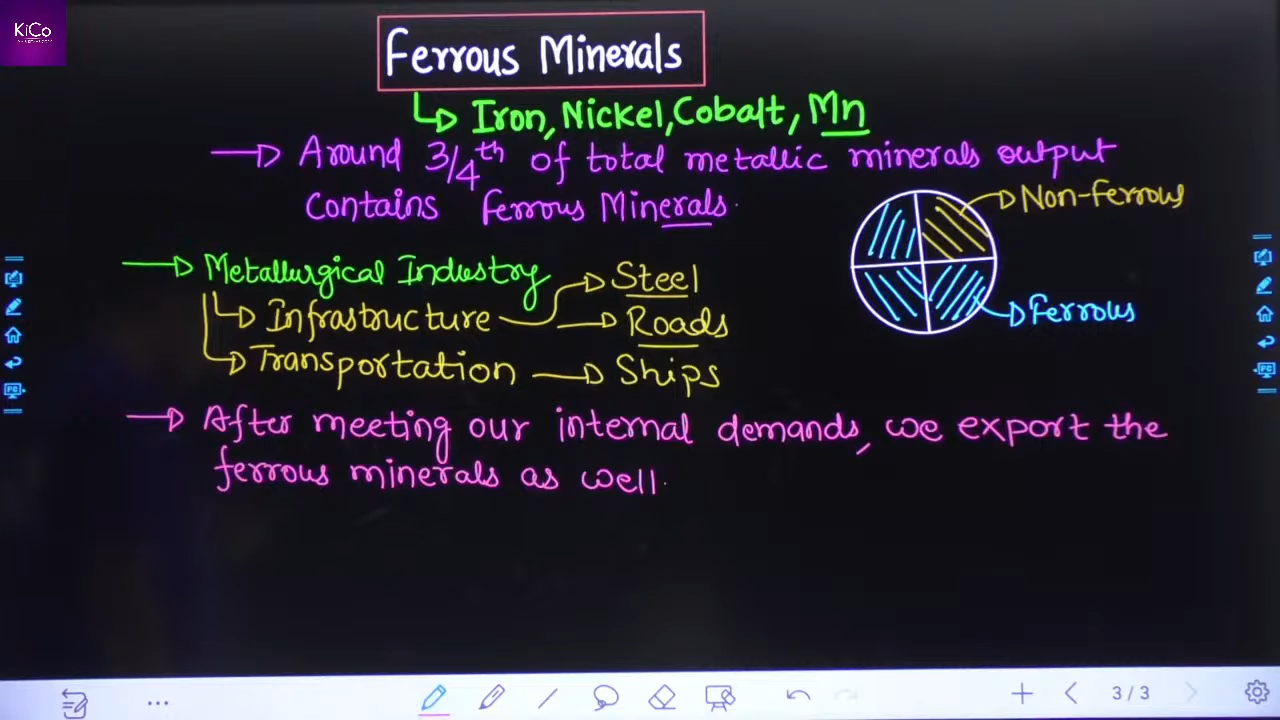 KiCo
Ferrous Minerals
Iron, Nickel, Cobalt, Mn
Around 3/4th of total metallic minerals output
contains ferrous Minerals.
Non-ferrous
Ferrous
Metallurgical Industry
Infrastructure
Steel
Roads
Transportation
Ships
After meeting our internal demands, we export the
ferrous minerals as well.
3/3